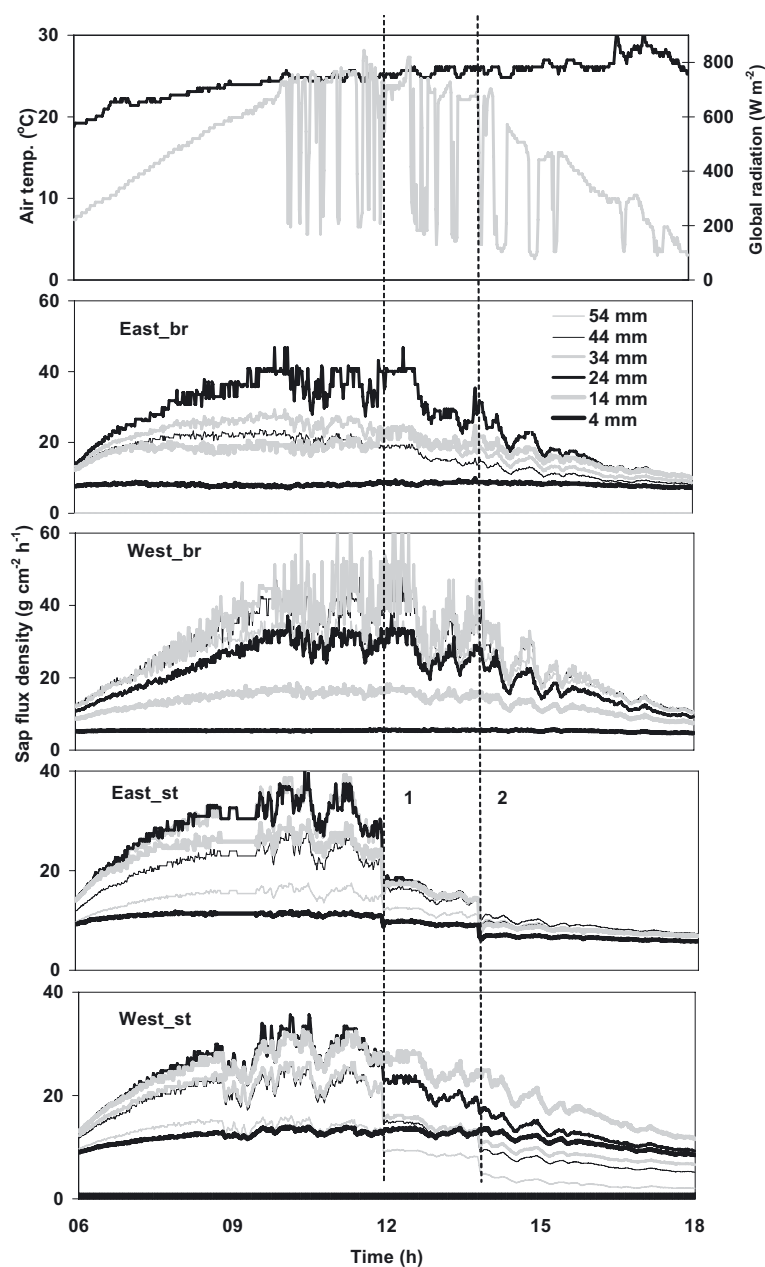 30
20
10
0
Air temp. (°C)
800
600
400
200
0
Global radiation (W m⁻²)
East_br
60
40
20
0
54 mm
44 mm
34 mm
24 mm
14 mm
4 mm
West_br
60
40
20
0
Sap flux density (g cm⁻² h⁻¹)
East_st
1
2
40
20
0
West_st
40
20
0
06 09 12 15 18
Time (h)